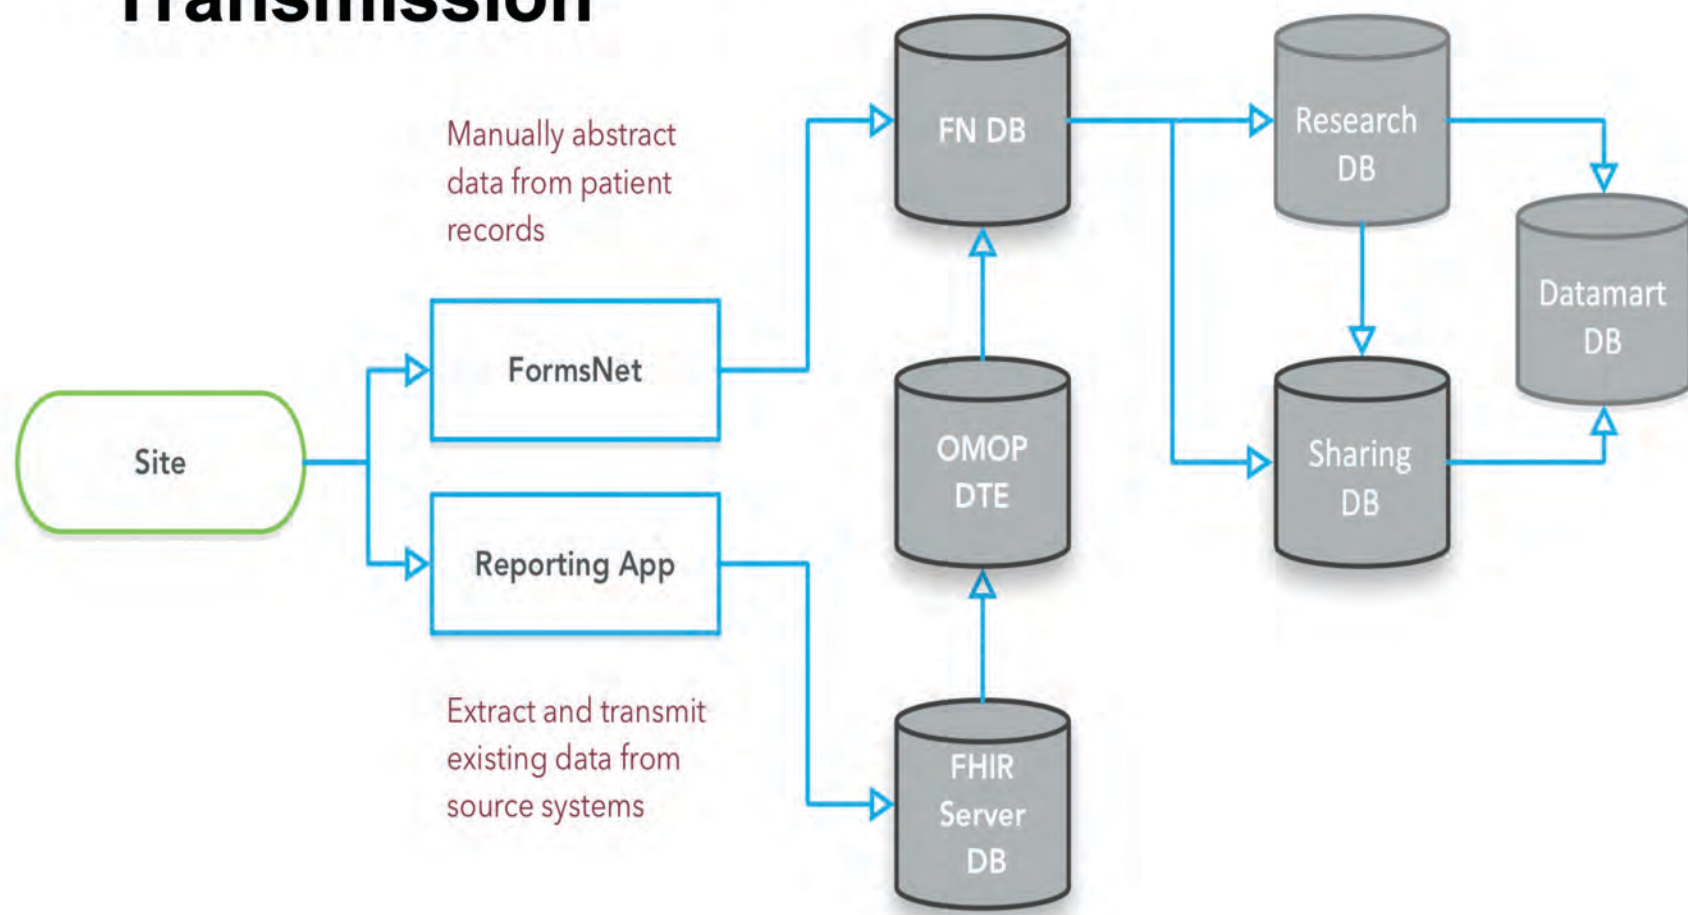 Transmission
Manually abstract
data from patient
records
FormsNet
Site
Reporting App
Extract and transmit
existing data from
source systems
FN DB
OMOP
DTE
FHIR
Server
DB
Research
DB
Sharing
DB
Datamart
DB